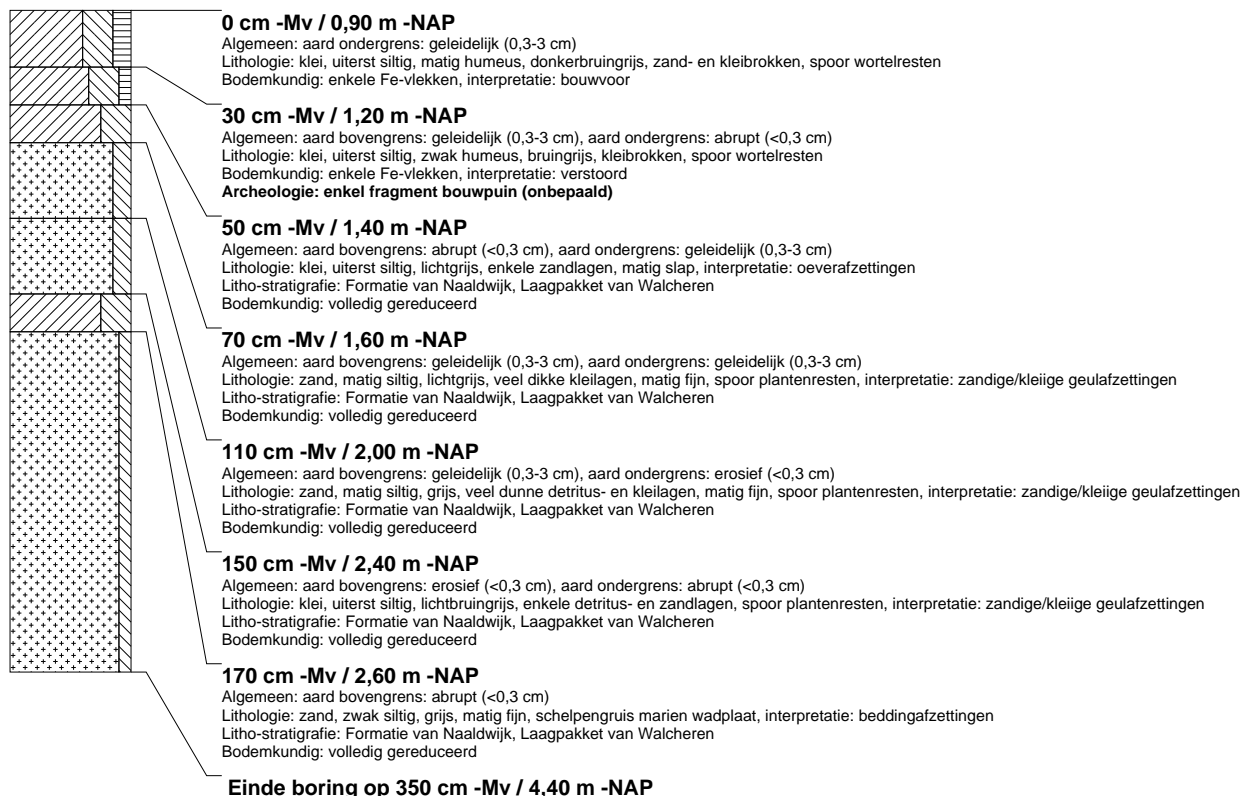 0 cm -Mv / 0,90 m -NAP
Algemeen: aard ondergrens: geleidelijk (0,3-3 cm)
Lithologie: klei, uiterst siltig, matig humeus, donkerbruingrijs, zand- en kleibrokken, spoor wortelresten
Bodemkundig: enkele Fe-vlekken, interpretatie: bouwvoor
30 cm -Mv / 1,20 m -NAP
Algemeen: aard bovengrens: geleidelijk (0,3-3 cm), aard ondergrens: abrupt (<0,3 cm)
Lithologie: klei, uiterst siltig, zwak humeus, bruingrijs, kleibrokken, spoor wortelresten
Bodemkundig: enkele Fe-vlekken, interpretatie: verstoord
Archeologie: enkel fragment bouwpuin (onbepaald)
50 cm -Mv / 1,40 m -NAP
Algemeen: aard bovengrens: abrupt (<0,3 cm), aard ondergrens: geleidelijk (0,3-3 cm)
Lithologie: klei, uiterst siltig, lichtgrijs, enkele zandlagen, matig slap, interpretatie: oeverafzettingen
Litho-stratigrafie: Formatie van Naaldwijk, Laagpakket van Walcheren
Bodemkundig: volledig gereduceerd
70 cm -Mv / 1,60 m -NAP
Algemeen: aard bovengrens: geleidelijk (0,3-3 cm), aard ondergrens: geleidelijk (0,3-3 cm)
Lithologie: zand, matig siltig, lichtgrijs, veel dikke kleilagen, matig fijn, spoor plantenresten, interpretatie: zandige/kleiige geulafzettingen
Litho-stratigrafie: Formatie van Naaldwijk, Laagpakket van Walcheren
Bodemkundig: volledig gereduceerd
110 cm -Mv / 2,00 m -NAP
Algemeen: aard bovengrens: geleidelijk (0,3-3 cm), aard ondergrens: erosief (<0,3 cm)
Lithologie: zand, matig siltig, grijs, veel dunne detritus- en kleilagen, matig fijn, spoor plantenresten, interpretatie: zandige/kleiige geulafzettingen
Litho-stratigrafie: Formatie van Naaldwijk, Laagpakket van Walcheren
Bodemkundig: volledig gereduceerd
150 cm -Mv / 2,40 m -NAP
Algemeen: aard bovengrens: erosief (<0,3 cm), aard ondergrens: abrupt (<0,3 cm)
Lithologie: klei, uiterst siltig, lichtbruingrijs, enkele detritus- en zandlagen, spoor plantenresten, interpretatie: zandige/kleiige geulafzettingen
Litho-stratigrafie: Formatie van Naaldwijk, Laagpakket van Walcheren
Bodemkundig: volledig gereduceerd
170 cm -Mv / 2,60 m -NAP
Algemeen: aard bovengrens: abrupt (<0,3 cm)
Lithologie: zand, zwak siltig, grijs, matig fijn, schelpengruis marien wadplaat, interpretatie: beddingafzettingen
Litho-stratigrafie: Formatie van Naaldwijk, Laagpakket van Walcheren
Bodemkundig: volledig gereduceerd
Einde boring op 350 cm -Mv / 4,40 m -NAP